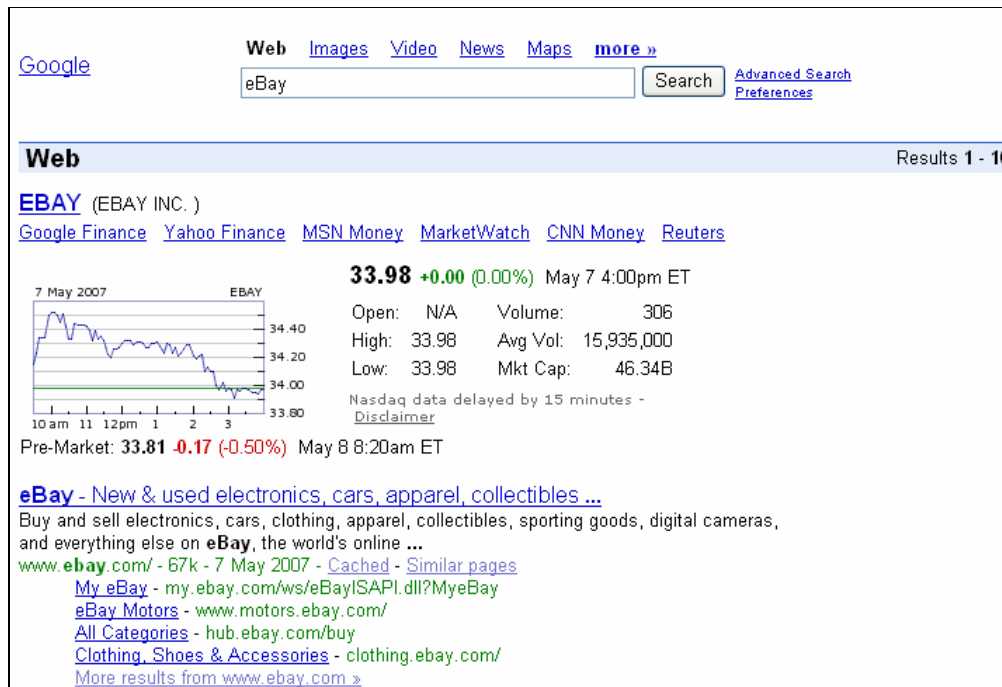 Web Images Video News Maps more »
Google
eBay Search Advanced Search
Preferences
Web Results 1 - 10
EBAY (EBAY INC. )
Google Finance Yahoo Finance MSN Money MarketWatch CNN Money Reuters
33.98 +0.00 (0.00%) May 7 4:00pm ET
7 May 2007 EBAY
Open: N/A Volume: 306
34.40
High: 33.98 Avg Vol: 15,935,000
34.20
Low: 33.98 Mkt Cap: 46.34B
34.00
Nasdaq data delayed by 15 minutes -
33.80
Disclaimer
10 am 11 12pm 1 2 3
Pre-Market: 33.81 -0.17 (-0.50%) May 8 8:20am ET
eBay - New & used electronics, cars, apparel, collectibles ...
Buy and sell electronics, cars, clothing, apparel, collectibles, sporting goods, digital cameras,
and everything else on eBay, the world's online ...
www.ebay.com/ - 67k - 7 May 2007 - Cached - Similar pages
My eBay - my.ebay.com/ws/eBayISAPI.dll?MyeBay
eBay Motors - www.motors.ebay.com/
All Categories - hub.ebay.com/buy
Clothing, Shoes & Accessories - clothing.ebay.com/
More results from www.ebay.com »